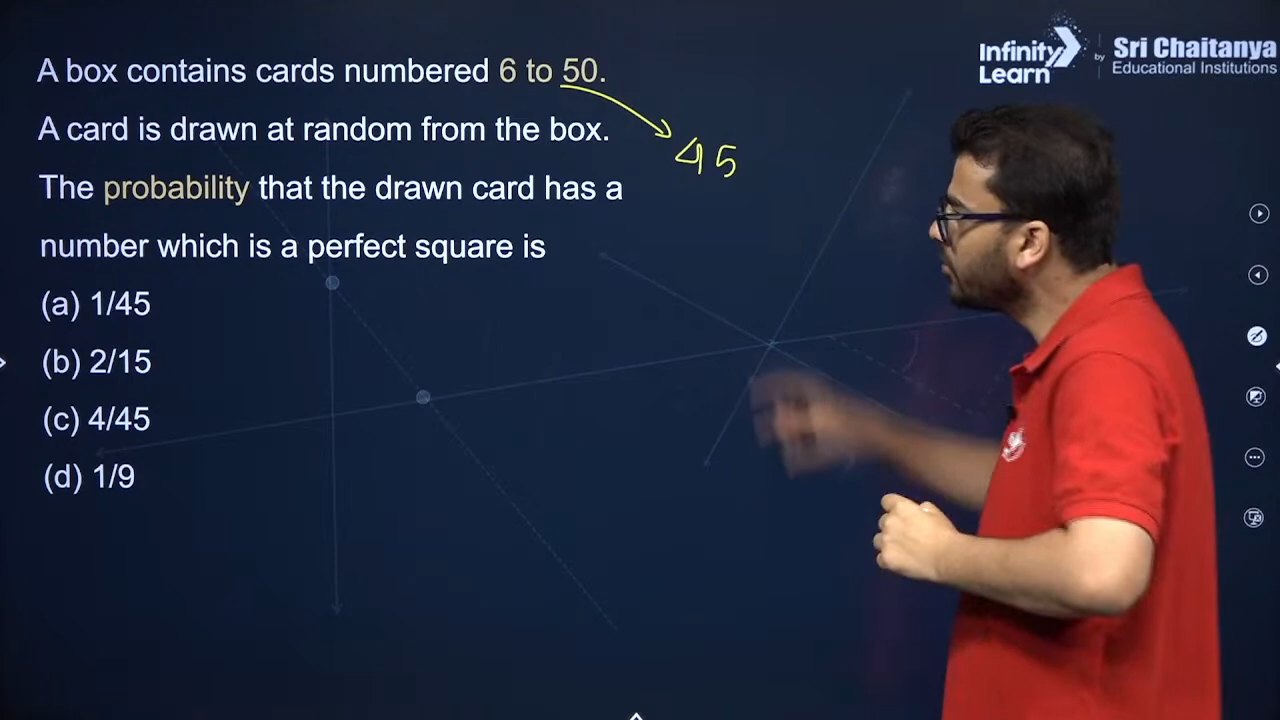 A box contains cards numbered 6 to 50.
A card is drawn at random from the box.
45
The probability that the drawn card has a
number which is a perfect square is
(a) 1/45
(b) 2/15
(c) 4/45
(d) 1/9
Infinity Learn
by
Sri Chaitanya
Educational Institutions